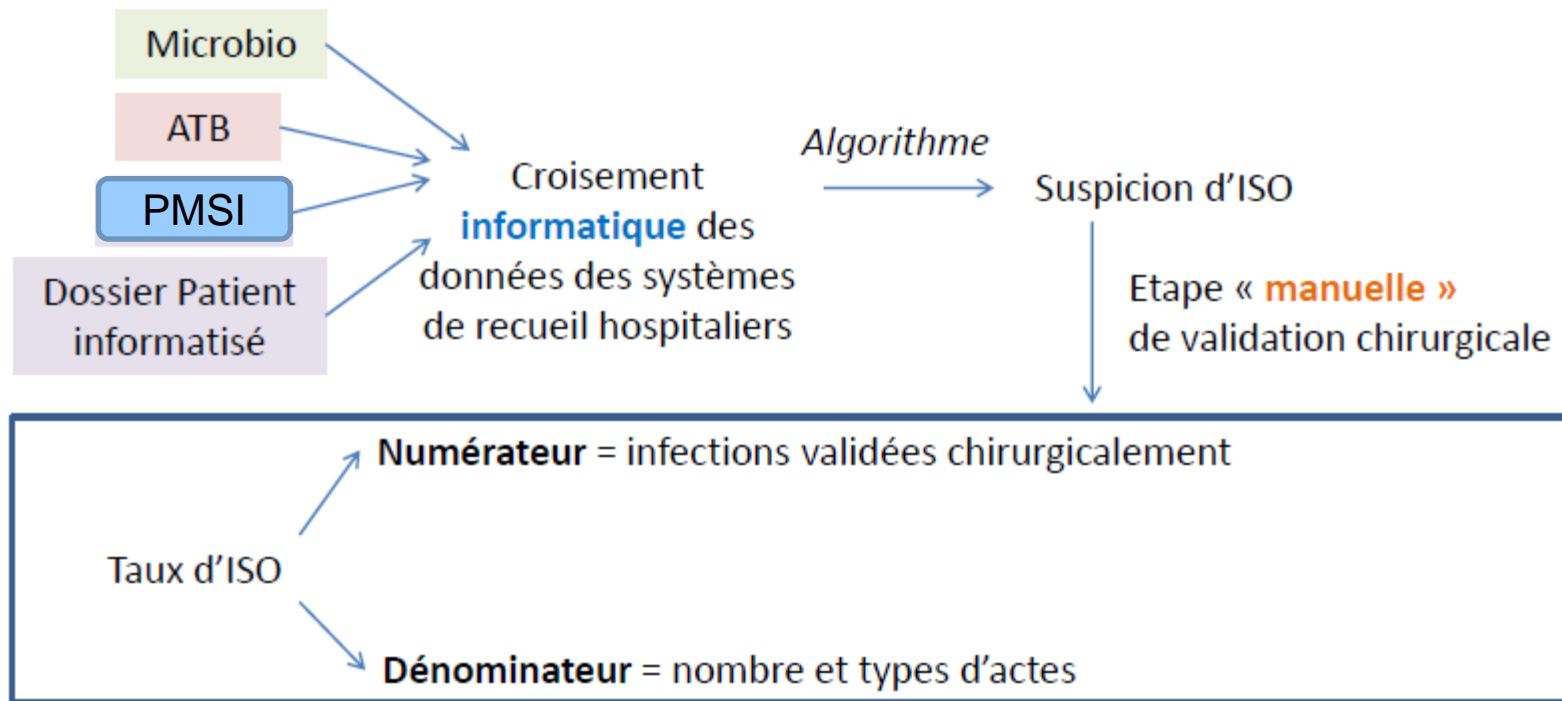 Microbio
ATB
PMSI
Dossier Patient
informatisé
Croisement
informatique des
données des systèmes
de recueil hospitaliers
Algorithme
Suspicion d'ISO
Etape « manuelle »
de validation chirurgicale
Numérateur = infections validées chirurgicalement
Taux d'ISO
Dénominateur = nombre et types d'actes